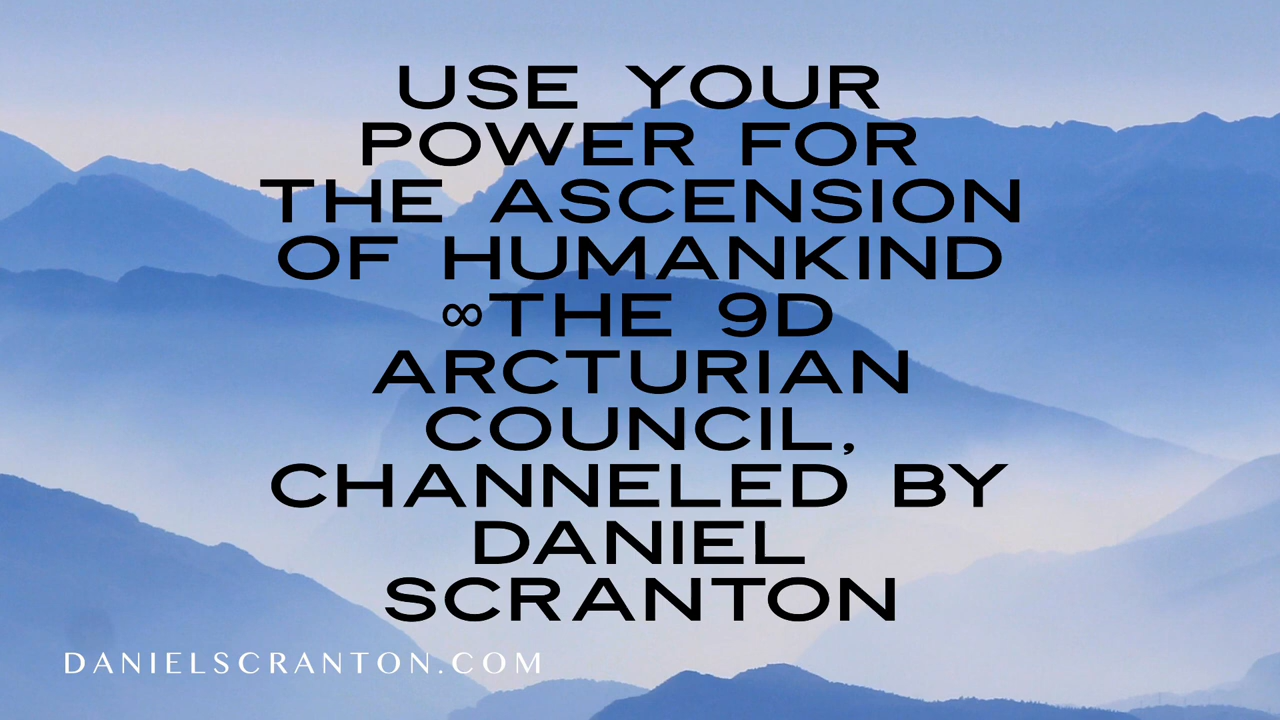 USE YOUR
POWER FOR
THE ASCENSION
OF HUMANKIND
∞THE 9D
ARCTURIAN
COUNCIL,
CHANNELED BY
DANIEL
SCRANTON
DANIELSCRANTON.COM